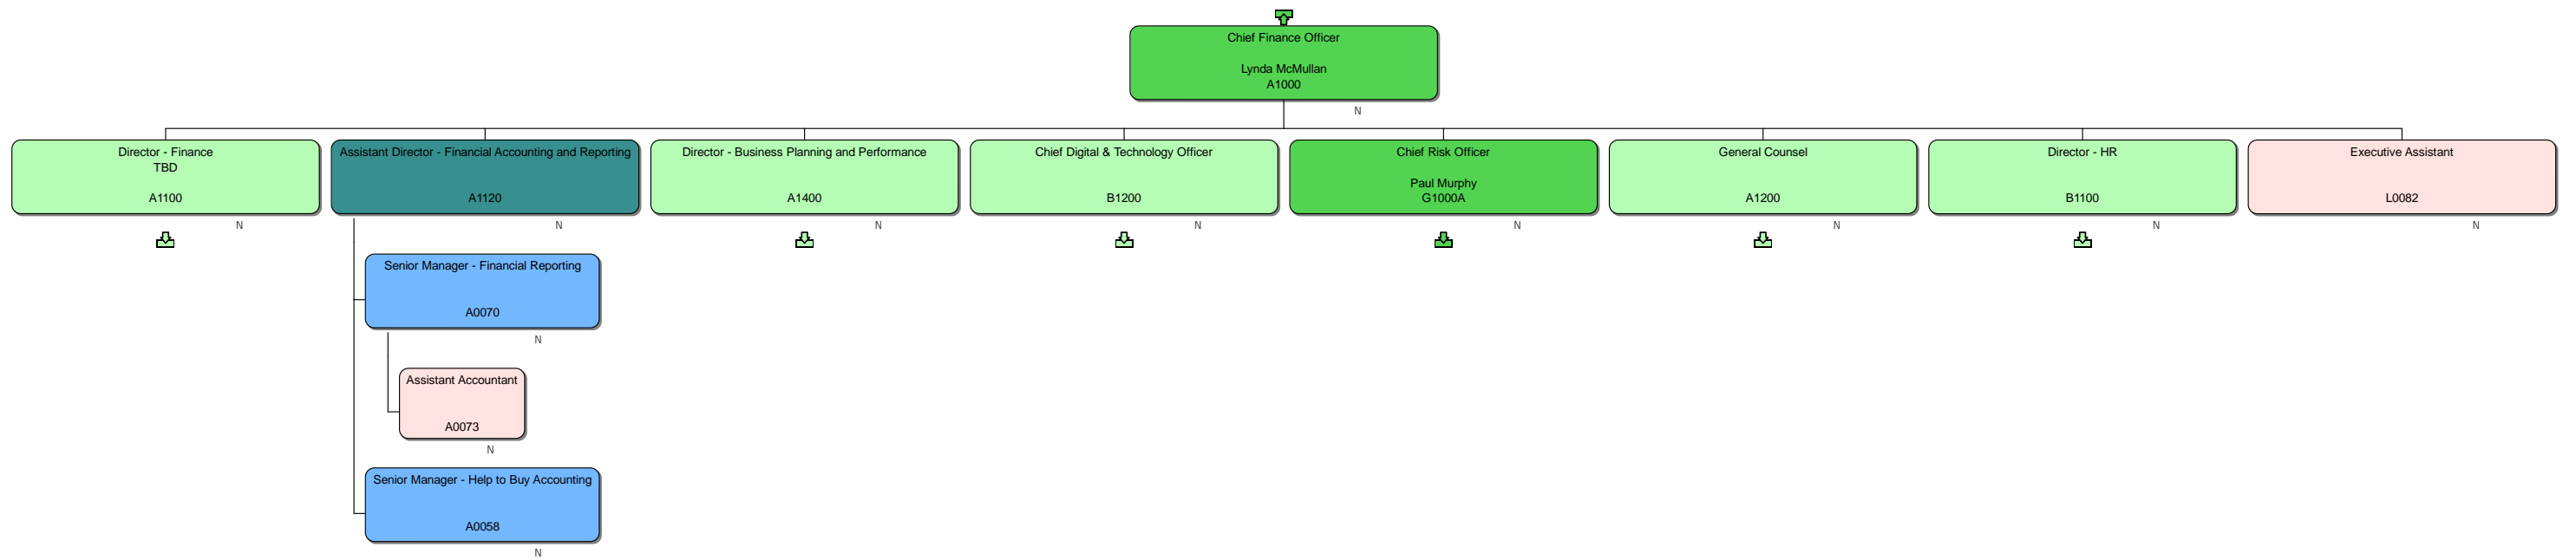 Chief Finance Officer
Lynda McMullan
A1000
N
Director - Finance
TBD
A1100
N
Assistant Director - Financial Accounting and Reporting
A1120
N
Director - Business Planning and Performance
A1400
N
Chief Digital & Technology Officer
B1200
N
Chief Risk Officer
Paul Murphy
G1000A
N
General Counsel
A1200
N
Director - HR
B1100
N
Executive Assistant
L0082
N
Senior Manager - Financial Reporting
A0070
N
Assistant Accountant
A0073
N
Senior Manager - Help to Buy Accounting
A0058
N